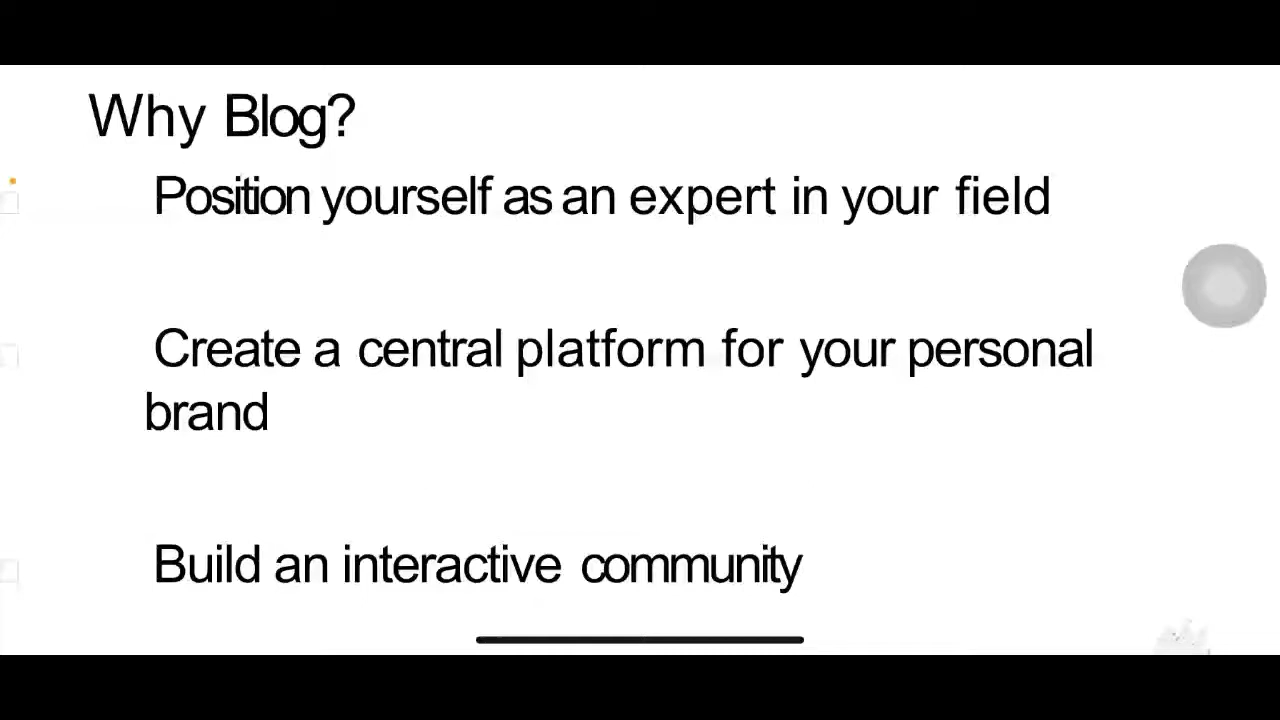 Why Blog?
Position yourself as an expert in your field
Create a central platform for your personal
brand
Build an interactive community